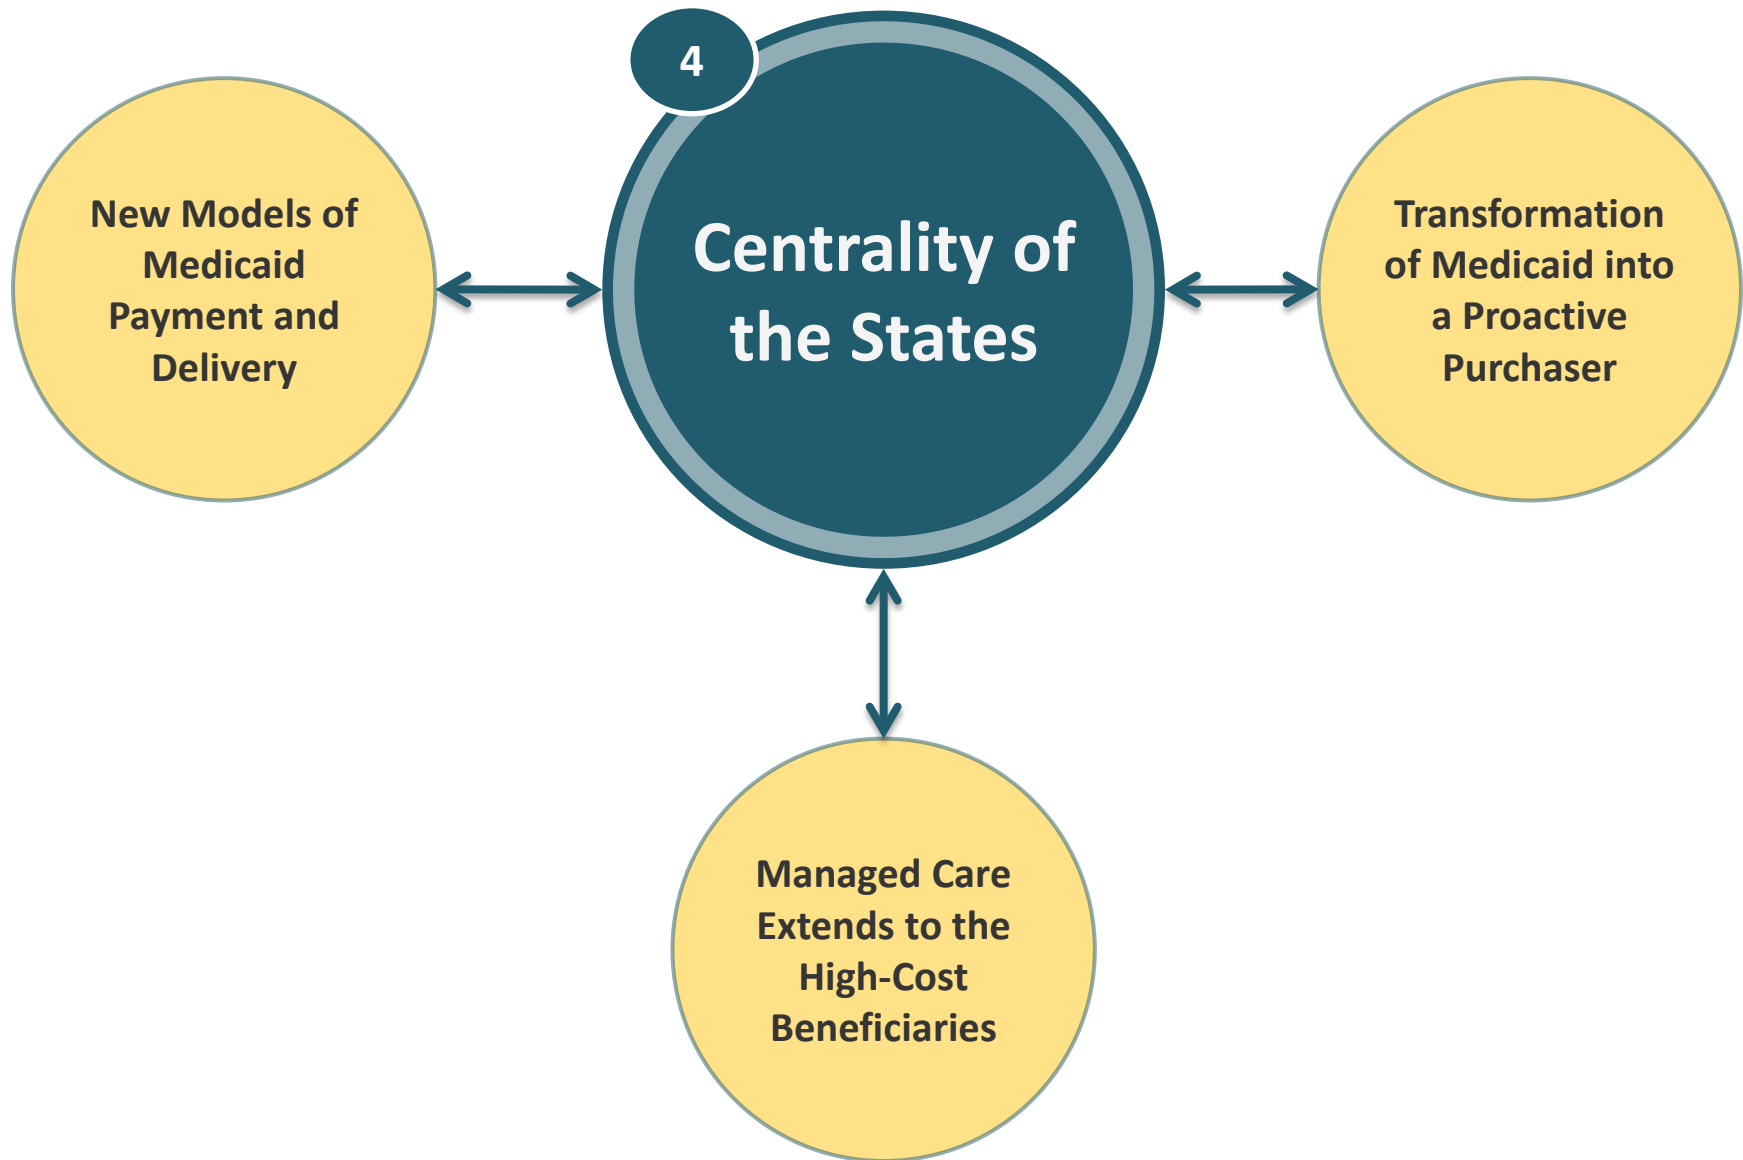 4
Centrality of
the States
New Models of
Medicaid
Payment and
Delivery
Transformation
of Medicaid into
a Proactive
Purchaser
Managed Care
Extends to the
High-Cost
Beneficiaries